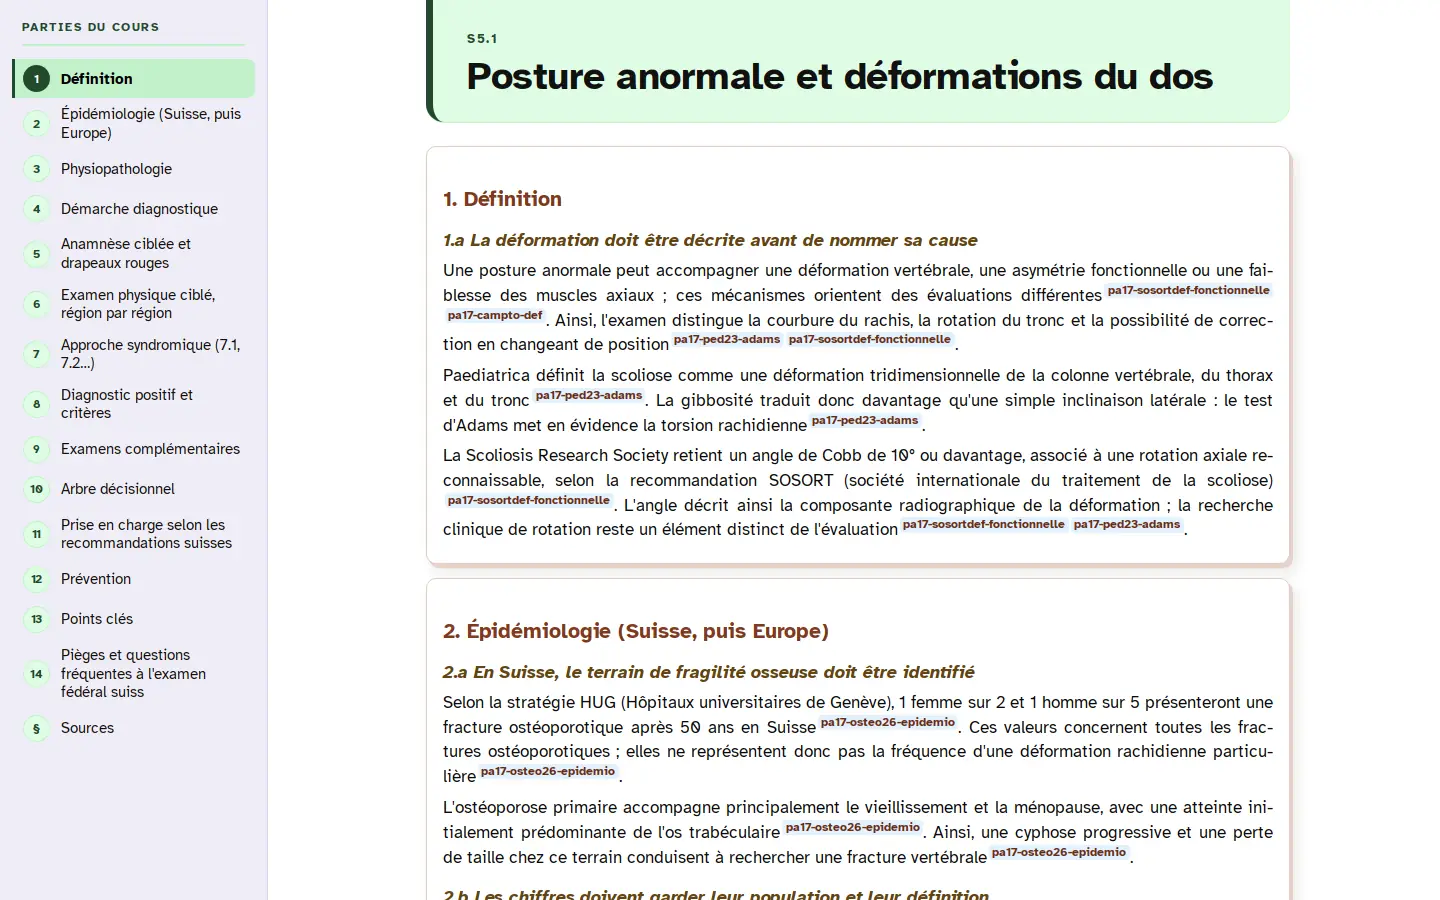 PARTIES DU COURS
1 Définition
2 Épidémiologie (Suisse, puis
Europe)
3 Physiopathologie
4 Démarche diagnostique
5 Anamnèse ciblée et
drapeaux rouges
6 Examen physique ciblé,
région par région
7 Approche syndromique (7.1,
7.2...)
8 Diagnostic positif et
critères
9 Examens complémentaires
10 Arbre décisionnel
11 Prise en charge selon les
recommandations suisses
12 Prévention
13 Points clés
14 Pièges et questions
fréquentes à l'examen
fédéral suiss
§ Sources
S5.1
Posture anormale et déformations du dos
1. Définition
1.a La déformation doit être décrite avant de nommer sa cause
Une posture anormale peut accompagner une déformation vertébrale, une asymétrie fonctionnelle ou une fai-
blesse des muscles axiaux ; ces mécanismes orientent des évaluations différentes pa17-sosortdef-fonctionnelle
pa17-campto-def . Ainsi, l'examen distingue la courbure du rachis, la rotation du tronc et la possibilité de correc-
tion en changeant de position pa17-ped23-adams pa17-sosortdef-fonctionnelle .
Paediatrica définit la scoliose comme une déformation tridimensionnelle de la colonne vertébrale, du thorax
et du tronc pa17-ped23-adams . La gibbosité traduit donc davantage qu'une simple inclinaison latérale : le test
d'Adams met en évidence la torsion rachidienne pa17-ped23-adams .
La Scoliosis Research Society retient un angle de Cobb de 10° ou davantage, associé à une rotation axiale re-
connaissable, selon la recommandation SOSORT (société internationale du traitement de la scoliose)
pa17-sosortdef-fonctionnelle . L'angle décrit ainsi la composante radiographique de la déformation ; la recherche
clinique de rotation reste un élément distinct de l'évaluation pa17-sosortdef-fonctionnelle pa17-ped23-adams .
2. Épidémiologie (Suisse, puis Europe)
2.a En Suisse, le terrain de fragilité osseuse doit être identifié
Selon la stratégie HUG (Hôpitaux universitaires de Genève), 1 femme sur 2 et 1 homme sur 5 présenteront une
fracture ostéoporotique après 50 ans en Suisse pa17-osteo26-epidemio . Ces valeurs concernent toutes les frac-
tures ostéoporotiques ; elles ne représentent donc pas la fréquence d'une déformation rachidienne particu-
lière pa17-osteo26-epidemio .
L'ostéoporose primaire accompagne principalement le vieillissement et la ménopause, avec une atteinte ini-
tialement prédominante de l'os trabéculaire pa17-osteo26-epidemio . Ainsi, une cyphose progressive et une perte
de taille chez ce terrain conduisent à rechercher une fracture vertébrale pa17-osteo26-epidemio .
2.b Les chiffres doivent garder leur population et leur définition